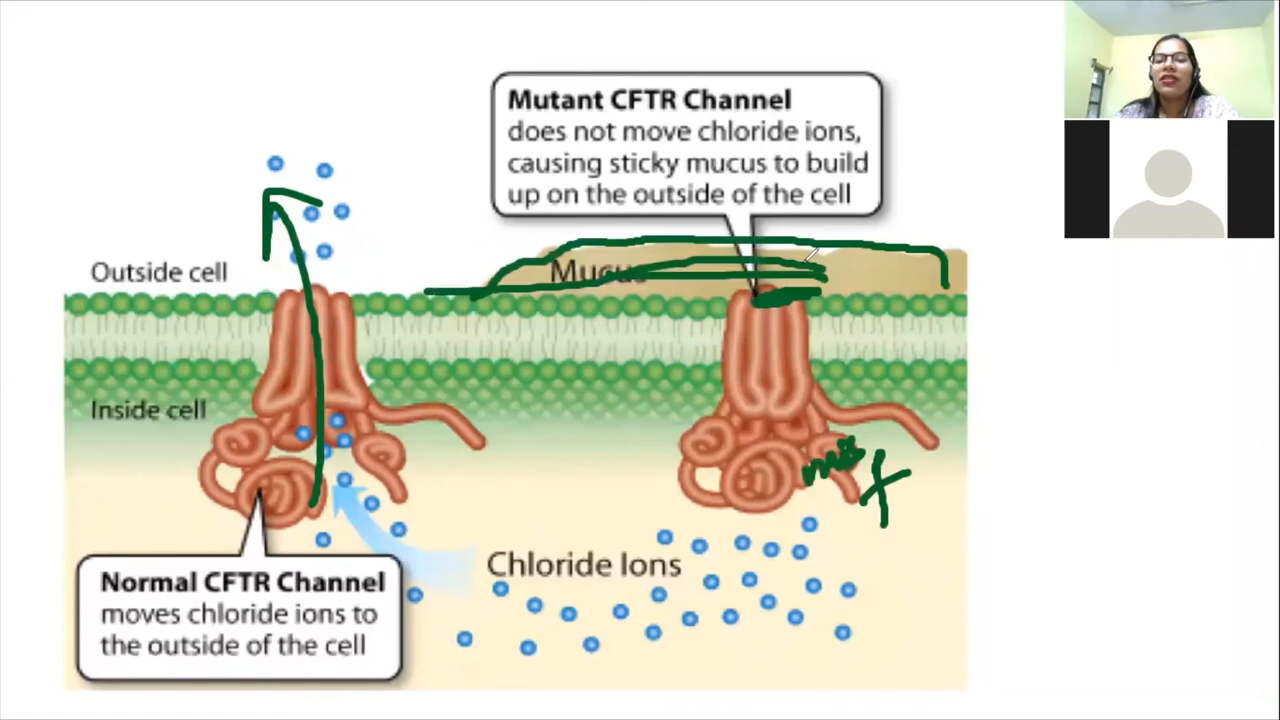 Mutant CFTR Channel
does not move chloride ions,
causing sticky mucus to build
up on the outside of the cell
Outside cell
Mucus
Inside cell
Chloride Ions
Normal CFTR Channel
moves chloride ions to
the outside of the cell